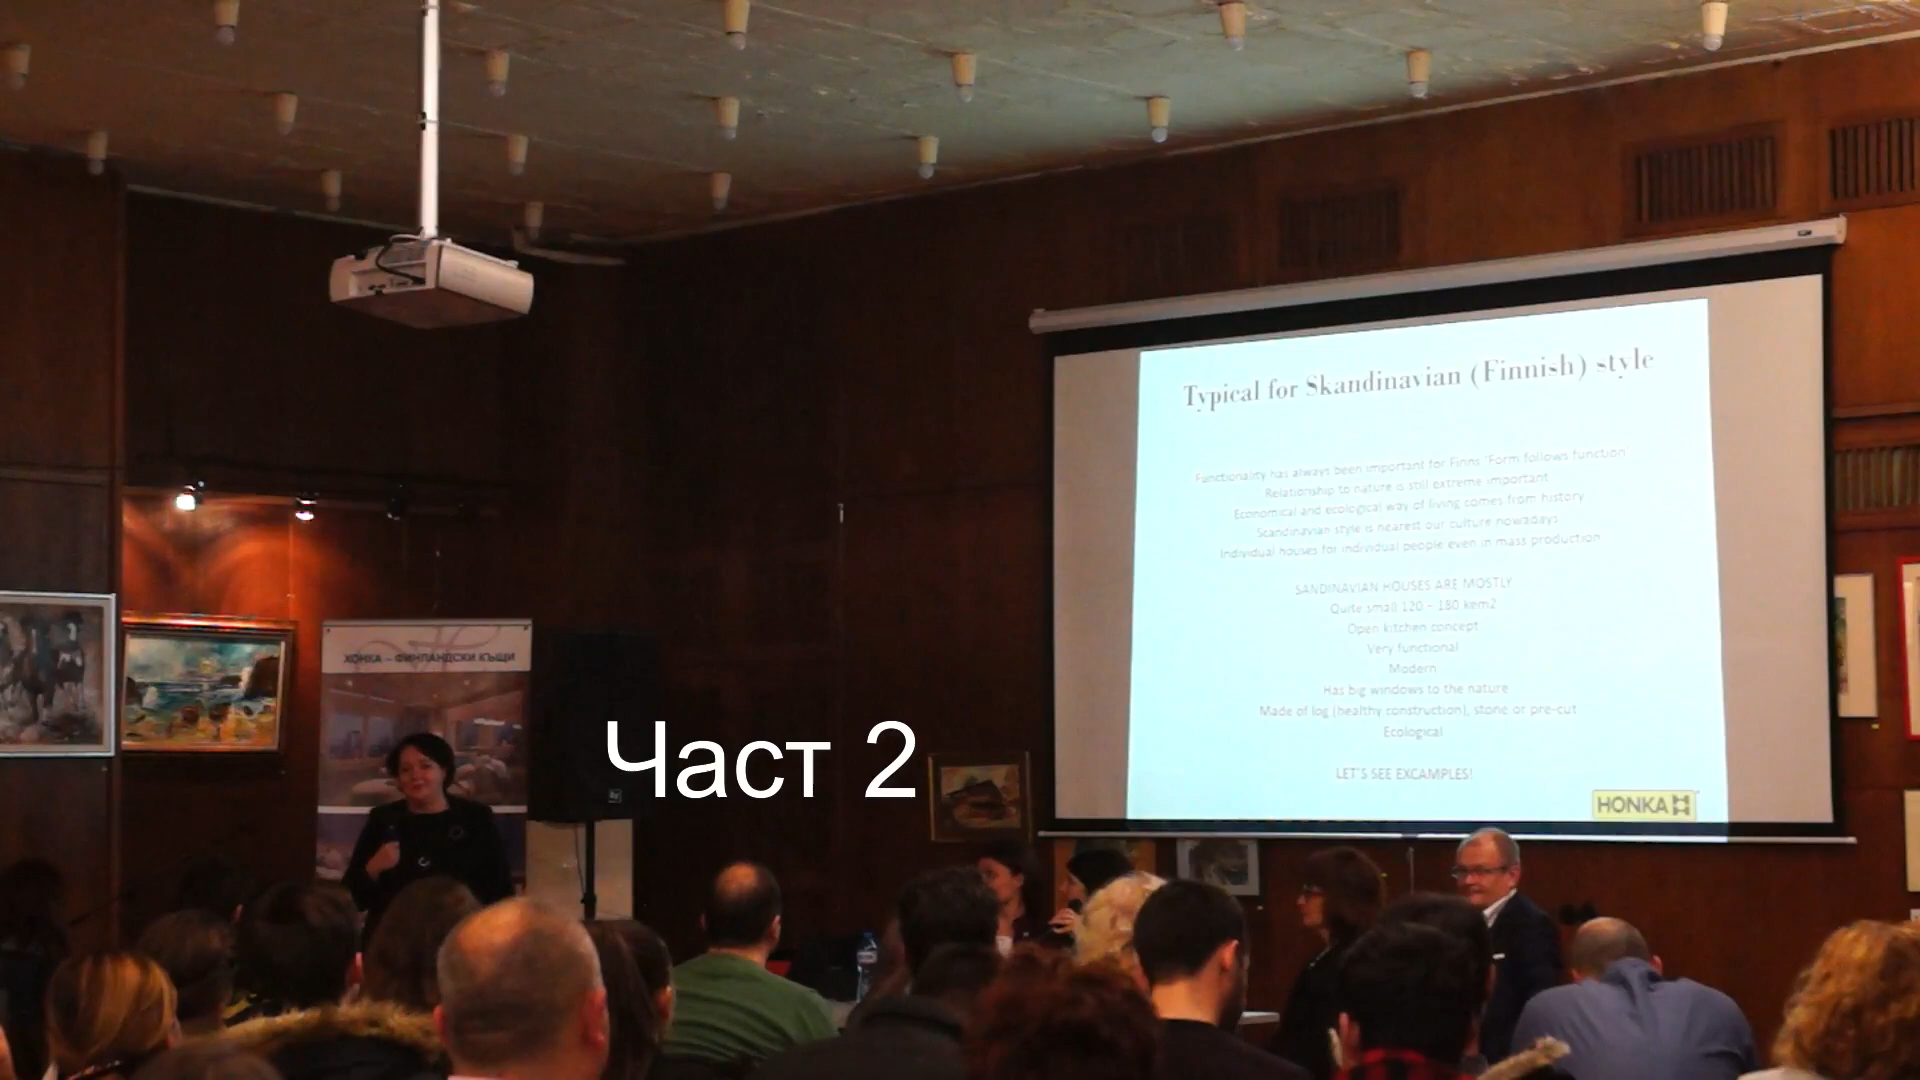 Typical for Skandinavian (Finnish) style
Functionality has always been important for Finns "Form follows function
Relationship to nature is still extreme important
Economical and ecological way of living comes from history
Scandinavian style is nearest our culture nowadays
Individual houses for individual people even in mass production
SANDINAVIAN HOUSES ARE MOSTLY
Quite small 120 - 180 kem2
Open kitchen concept
Very functional
Modern
Has big windows to the nature
Made of log (healthy construction), stone or pre-cut
Ecological
LET'S SEE EXCAMPLES!
HONKA
ХОНКА – ФИНЛАНДСКИ КЪЩИ
Част 2